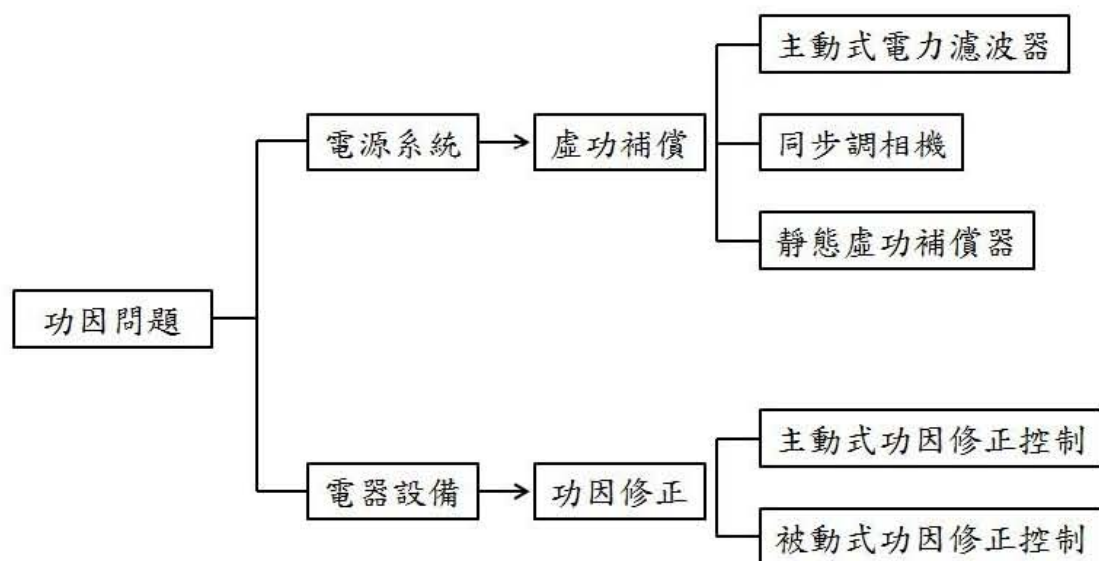 主動式電力濾波器
電源系統
虛功補償
同步調相機
靜態虛功補償器
功因問題
主動式功因修正控制
電器設備
功因修正
被動式功因修正控制